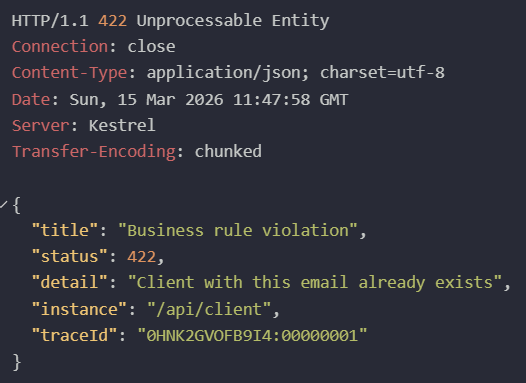 HTTP/1.1 422 Unprocessable Entity
Connection: close
Content-Type: application/json; charset=utf-8
Date: Sun, 15 Mar 2026 11:47:58 GMT
Server: Kestrel
Transfer-Encoding: chunked

{
  "title": "Business rule violation",
  "status": 422,
  "detail": "Client with this email already exists",
  "instance": "/api/client",
  "traceId": "0HNK2GVOFB9I4:00000001"
}